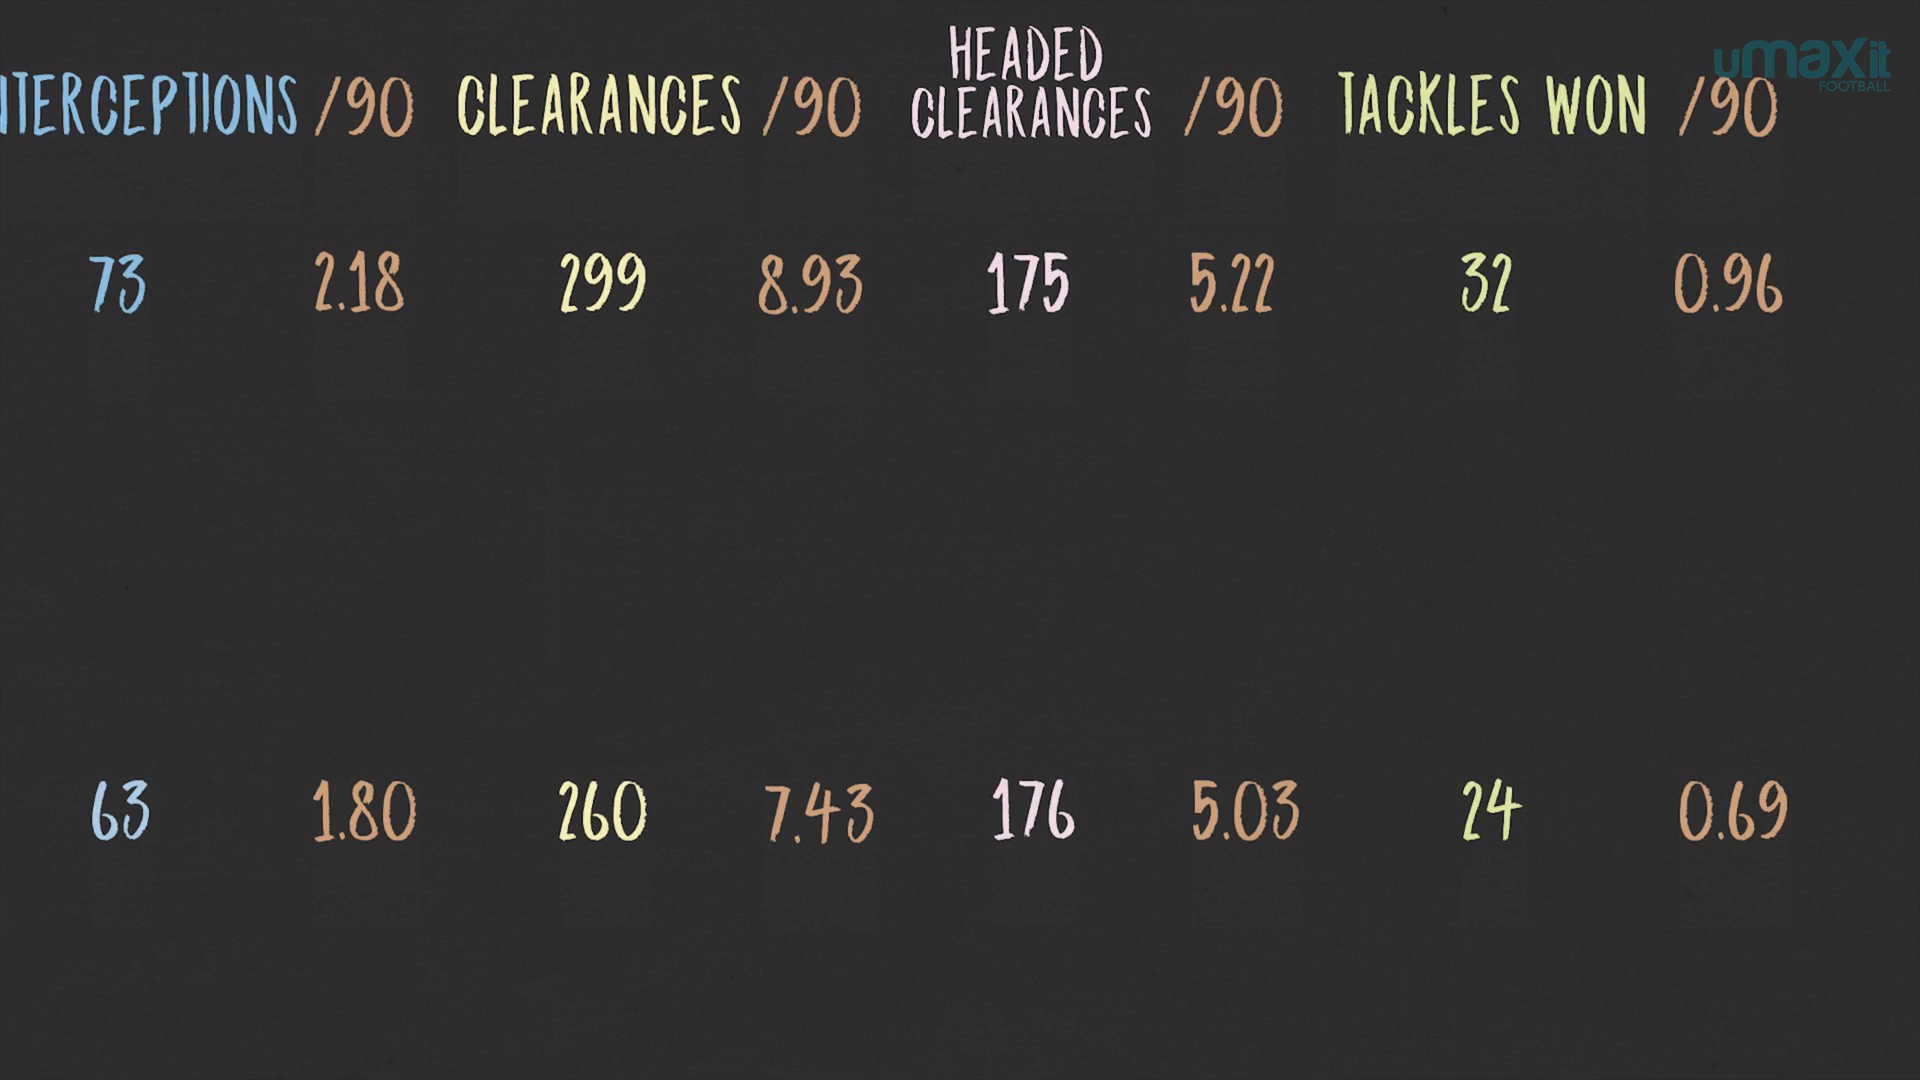 HEADED
NTERCEPTIONS /90 CLEARANCES /90 CLEARANCES /90 TACKLES WON /90
umaxit
FOOTBALL
73 2.18 299 8.93 175 5.22 32 0.96
63 1.80 260 7.43 176 5.03 24 0.69